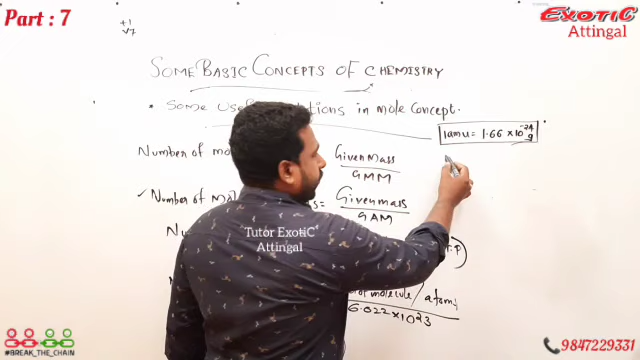 Part : 7
EXOTIC
Attingal
+1
V7
SOME BASIC CONCEPTS OF CHEMISTRY
• Some Use in Mole Concept.
1amu = 1.66 × 10⁻²⁴ g
Number of mo Given Mass
GMM
✓ Number of mo = Given mass
GAM
Nu T.P)
of molecule / atoms
6.022 × 10²³
Tutor ExotiC
Attingal
#BREAK_THE_CHAIN
9847229331